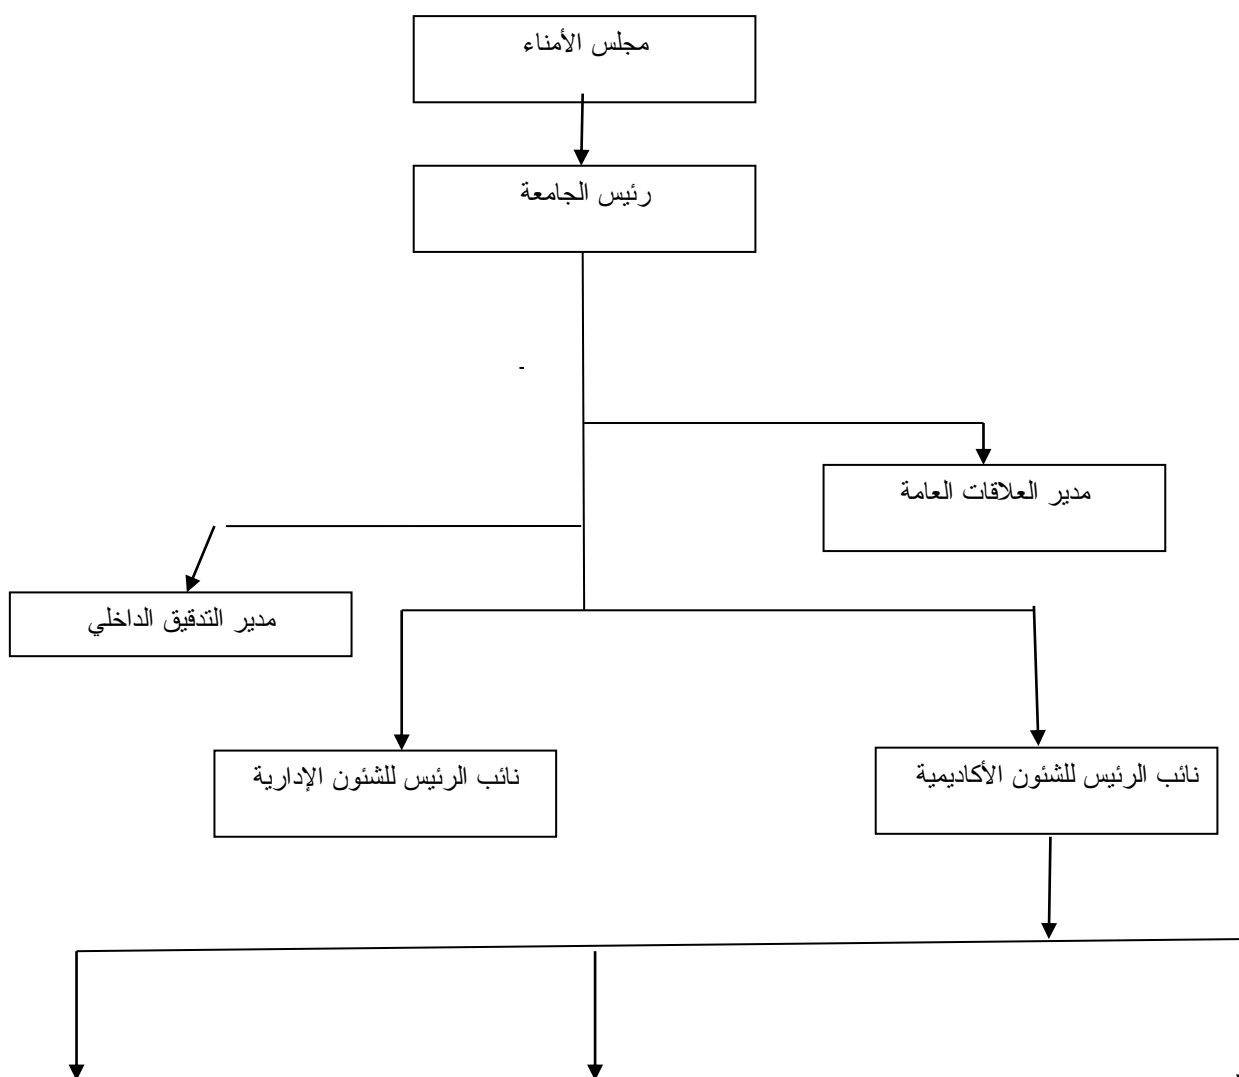 مجلس الأمناء
رئيس الجامعة
-
مدير العلاقات العامة
مدير التدقيق الداخلي
نائب الرئيس للشئون الأكاديمية
نائب الرئيس للشئون الإدارية